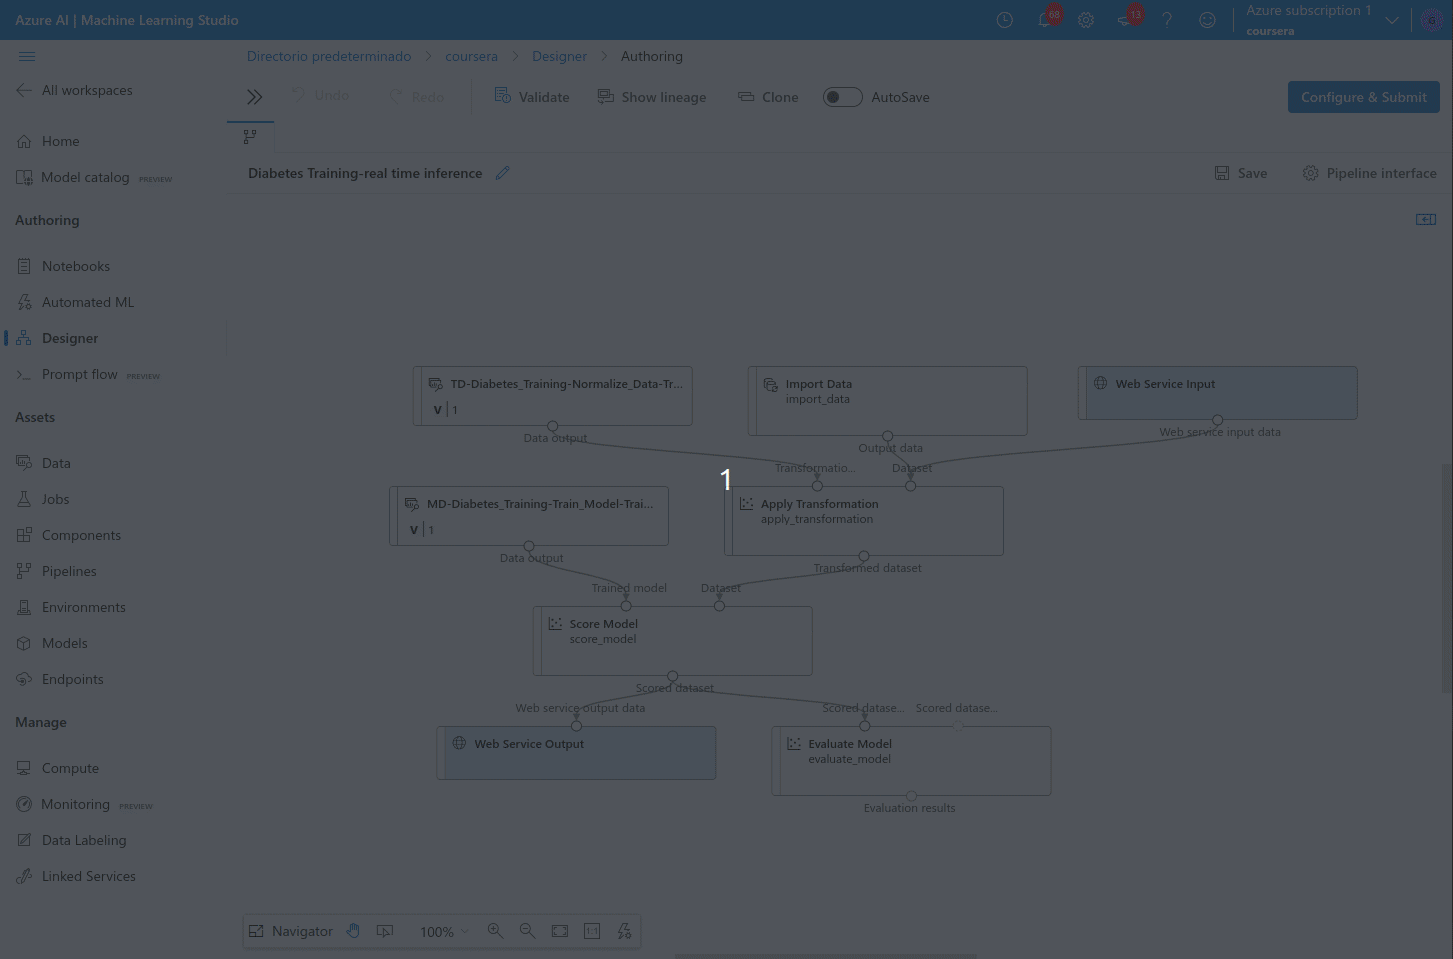 Azure AI | Machine Learning Studio
68
13
Azure subscription 1
coursera
All workspaces
Home
Model catalog PREVIEW
Authoring
Notebooks
Automated ML
Designer
Prompt flow PREVIEW
Assets
Data
Jobs
Components
Pipelines
Environments
Models
Endpoints
Manage
Compute
Monitoring PREVIEW
Data Labeling
Linked Services
Directorio predeterminado > coursera > Designer > Authoring
Undo
Redo
Validate
Show lineage
Clone
AutoSave
Configure & Submit
Diabetes Training-real time inference
Save
Pipeline interface
TD-Diabetes_Training-Normalize_Data-Tr...
V | 1
Data output
Import Data
import_data
Output data
Web Service Input
Web service input data
1
Transformatio...
Dataset
MD-Diabetes_Training-Train_Model-Trai...
V | 1
Data output
Apply Transformation
apply_transformation
Transformed dataset
Trained model
Dataset
Score Model
score_model
Scored dataset
Web service output data
Scored datase...
Scored datase...
Web Service Output
Evaluate Model
evaluate_model
Evaluation results
Navigator
100%
1:1